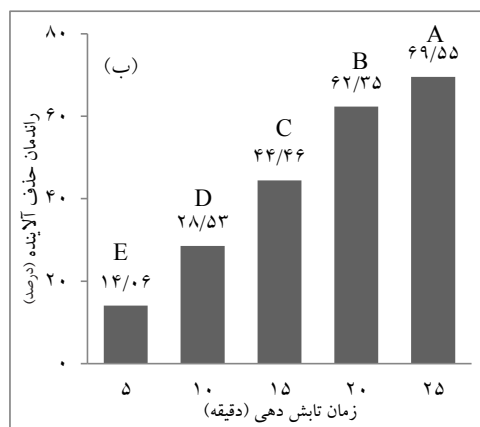 ۸۰
۶۰
۴۰
۲۰
۰
راندمان حذف آلاینده (درصد)
(ب)
A
۶۹/۵۵
B
۶۲/۳۵
C
۴۴/۴۶
D
۲۸/۵۳
E
۱۴/۰۶
۵ ۱۰ ۱۵ ۲۰ ۲۵
زمان تابش دهی (دقیقه)